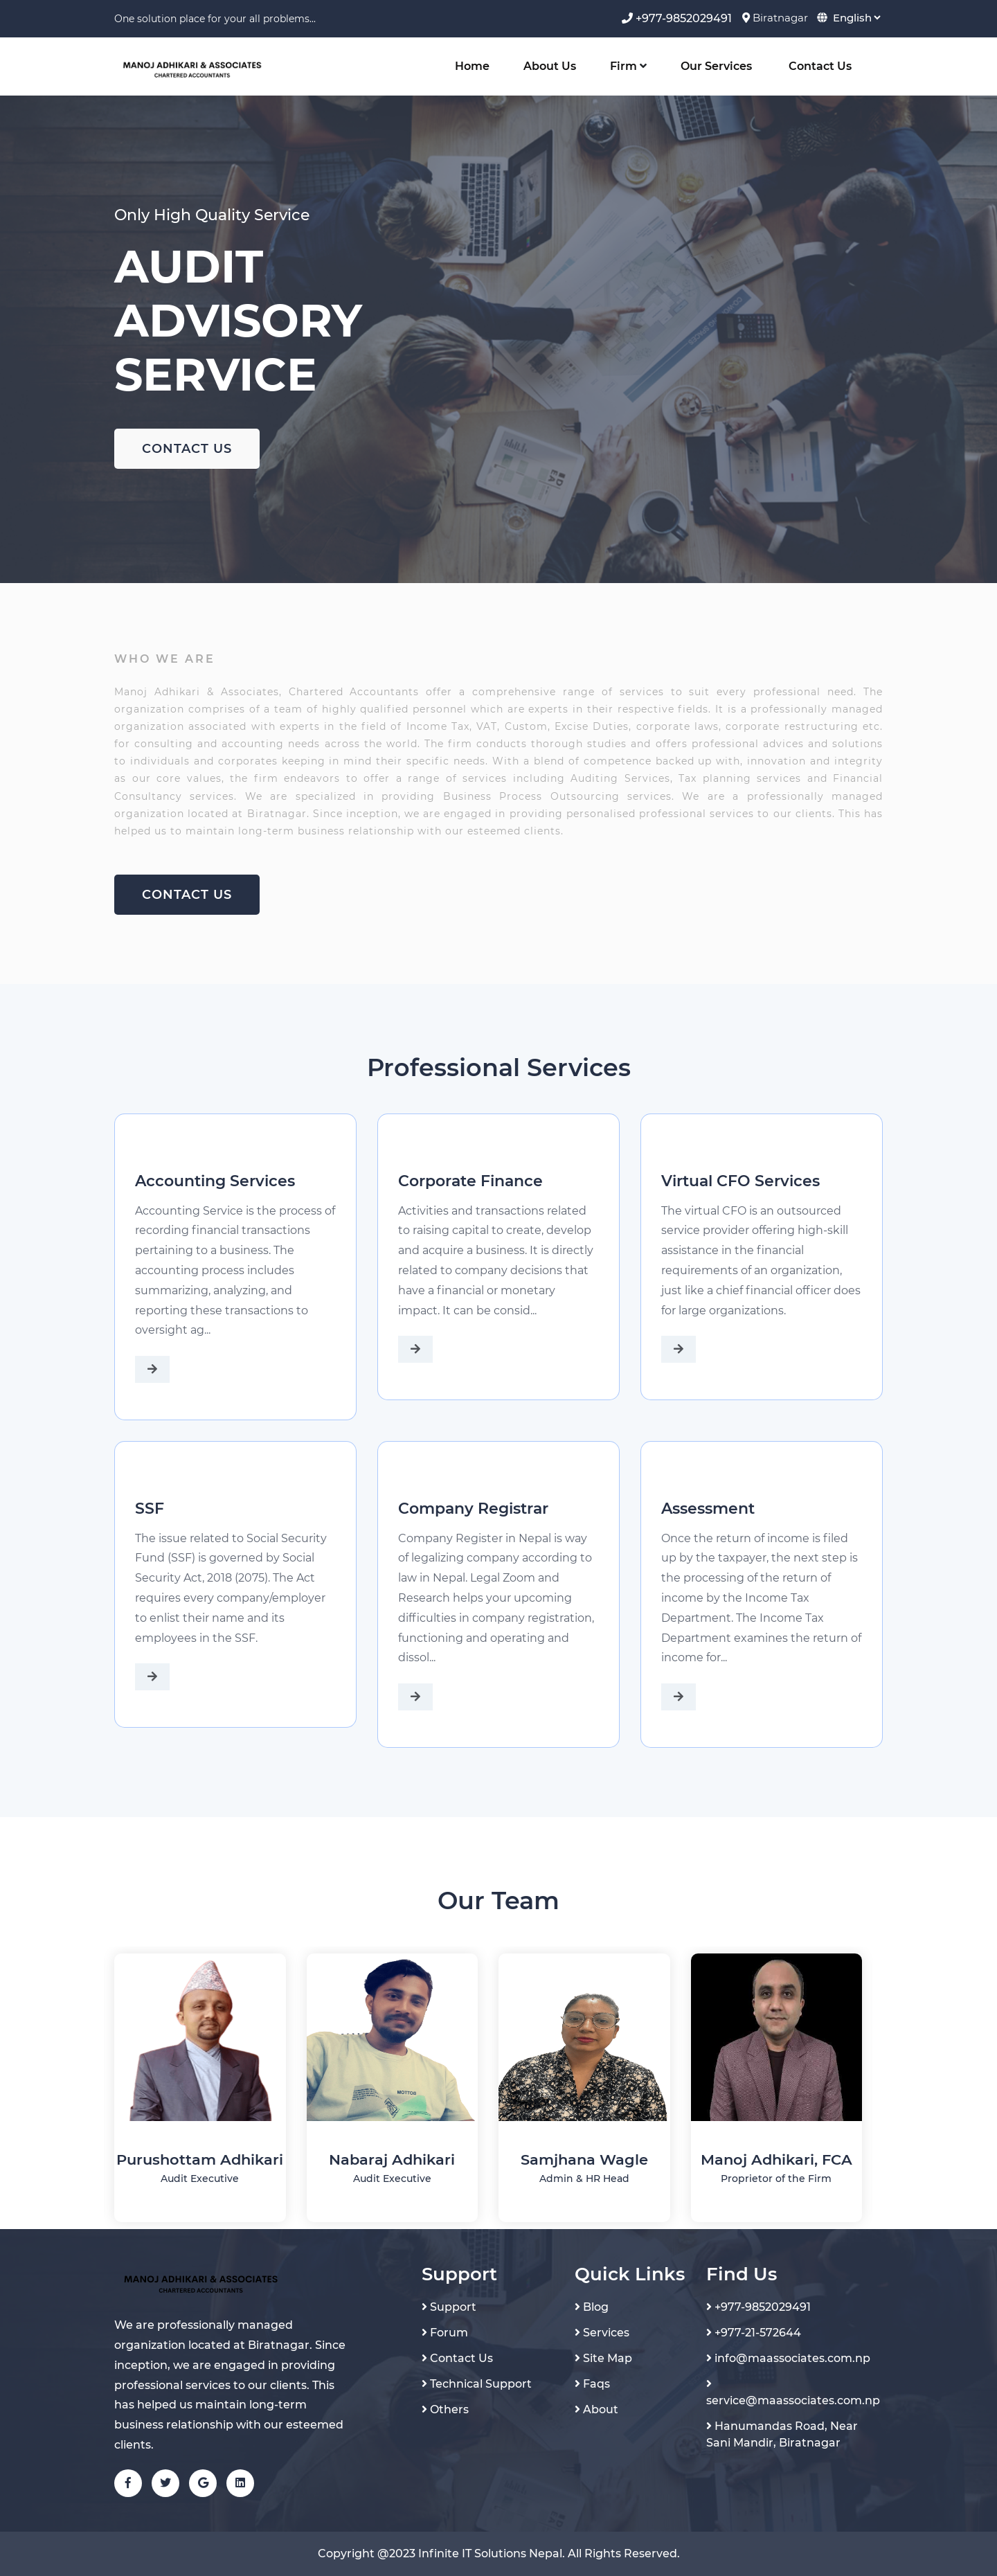 One solution place for your all problems...
+977-9852029491
Biratnagar
English
MANOJ ADHIKARI & ASSOCIATES
CHARTERED ACCOUNTANTS
Home
About Us
Firm
Our Services
Contact Us
Only High Quality Service
AUDIT
ADVISORY
SERVICE
CONTACT US
WHO WE ARE
Manoj Adhikari & Associates, Chartered Accountants offer a comprehensive range of services to suit every professional need. The
organization comprises of a team of highly qualified personnel which are experts in their respective fields. It is a professionally managed
organization associated with experts in the field of Income Tax, VAT, Custom, Excise Duties, corporate laws, corporate restructuring etc.
for consulting and accounting needs across the world. The firm conducts thorough studies and offers professional advices and solutions
to individuals and corporates keeping in mind their specific needs. With a blend of competence backed up with, innovation and integrity
as our core values, the firm endeavors to offer a range of services including Auditing Services, Tax planning services and Financial
Consultancy services. We are specialized in providing Business Process Outsourcing services. We are a professionally managed
organization located at Biratnagar. Since inception, we are engaged in providing personalised professional services to our clients. This has
helped us to maintain long-term business relationship with our esteemed clients.
CONTACT US
Professional Services
Accounting Services
Accounting Service is the process of
recording financial transactions
pertaining to a business. The
accounting process includes
summarizing, analyzing, and
reporting these transactions to
oversight ag...
Corporate Finance
Activities and transactions related
to raising capital to create, develop
and acquire a business. It is directly
related to company decisions that
have a financial or monetary
impact. It can be consid...
Virtual CFO Services
The virtual CFO is an outsourced
service provider offering high-skill
assistance in the financial
requirements of an organization,
just like a chief financial officer does
for large organizations.
SSF
The issue related to Social Security
Fund (SSF) is governed by Social
Security Act, 2018 (2075). The Act
requires every company/employer
to enlist their name and its
employees in the SSF.
Company Registrar
Company Register in Nepal is way
of legalizing company according to
law in Nepal. Legal Zoom and
Research helps your upcoming
difficulties in company registration,
functioning and operating and
dissol...
Assessment
Once the return of income is filed
up by the taxpayer, the next step is
the processing of the return of
income by the Income Tax
Department. The Income Tax
Department examines the return of
income for...
Our Team
Purushottam Adhikari
Audit Executive
Nabaraj Adhikari
Audit Executive
Samjhana Wagle
Admin & HR Head
Manoj Adhikari, FCA
Proprietor of the Firm
MANOJ ADHIKARI & ASSOCIATES
CHARTERED ACCOUNTANTS
We are professionally managed
organization located at Biratnagar. Since
inception, we are engaged in providing
professional services to our clients. This
has helped us maintain long-term
business relationship with our esteemed
clients.
Support
Support
Forum
Contact Us
Technical Support
Others
Quick Links
Blog
Services
Site Map
Faqs
About
Find Us
+977-9852029491
+977-21-572644
info@maassociates.com.np
service@maassociates.com.np
Hanumandas Road, Near
Sani Mandir, Biratnagar
Copyright @2023 Infinite IT Solutions Nepal. All Rights Reserved.